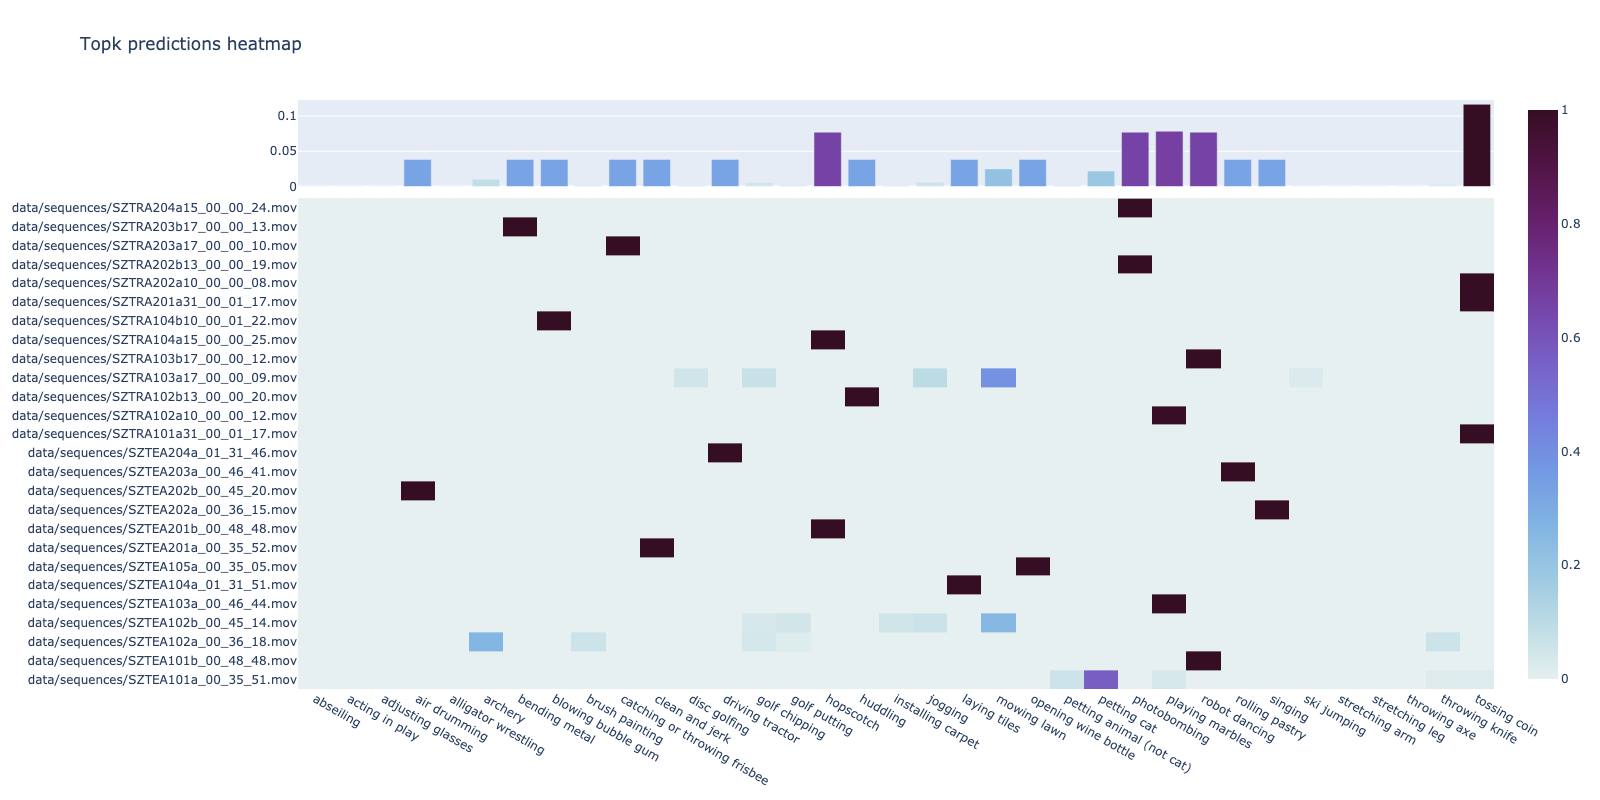 Topk predictions heatmap
0.1
0.05
0
data/sequences/SZTRA204a15_00_00_24.mov
data/sequences/SZTRA203b17_00_00_13.mov
data/sequences/SZTRA203a17_00_00_10.mov
data/sequences/SZTRA202b13_00_00_19.mov
data/sequences/SZTRA202a10_00_00_08.mov
data/sequences/SZTRA201a31_00_01_17.mov
data/sequences/SZTRA104b10_00_01_22.mov
data/sequences/SZTRA104a15_00_00_25.mov
data/sequences/SZTRA103b17_00_00_12.mov
data/sequences/SZTRA103a17_00_00_09.mov
data/sequences/SZTRA102b13_00_00_20.mov
data/sequences/SZTRA102a10_00_00_12.mov
data/sequences/SZTRA101a31_00_01_17.mov
data/sequences/SZTEA204a_01_31_46.mov
data/sequences/SZTEA203a_00_46_41.mov
data/sequences/SZTEA202b_00_45_20.mov
data/sequences/SZTEA202a_00_36_15.mov
data/sequences/SZTEA201b_00_48_48.mov
data/sequences/SZTEA201a_00_35_52.mov
data/sequences/SZTEA105a_00_35_05.mov
data/sequences/SZTEA104a_01_31_51.mov
data/sequences/SZTEA103a_00_46_44.mov
data/sequences/SZTEA102b_00_45_14.mov
data/sequences/SZTEA102a_00_36_18.mov
data/sequences/SZTEA101b_00_48_48.mov
data/sequences/SZTEA101a_00_35_51.mov
abseiling
acting in play
adjusting glasses
air drumming
alligator wrestling
archery
bending metal
blowing bubble gum
brush painting
catching or throwing frisbee
clean and jerk
disc golfing
driving tractor
golf chipping
golf putting
hopscotch
huddling
installing carpet
jogging
laying tiles
mowing lawn
opening wine bottle
petting animal (not cat)
petting cat
photobombing
playing marbles
robot dancing
rolling pastry
singing
ski jumping
stretching arm
stretching leg
throwing axe
throwing knife
tossing coin
1
0.8
0.6
0.4
0.2
0